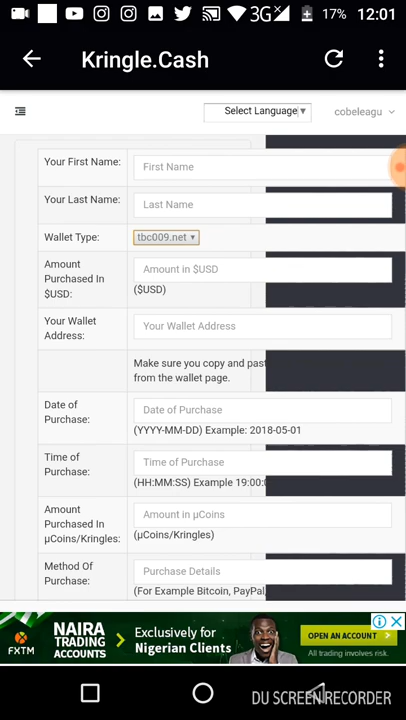 3G
17%
12:01
Kringle.Cash
Select Language
cobeleagu
Your First Name:
First Name
Your Last Name:
Last Name
Wallet Type:
tbc009.net
Amount
Purchased In
$USD:
Amount in $USD
($USD)
Your Wallet
Address:
Your Wallet Address
Make sure you copy and past
from the wallet page.
Date of
Purchase:
Date of Purchase
(YYYY-MM-DD) Example: 2018-05-01
Time of
Purchase:
Time of Purchase
(HH:MM:SS) Example 19:00:
Amount
Purchased In
µCoins/Kringles:
Amount in µCoins
(µCoins/Kringles)
Method Of
Purchase:
Purchase Details
(For Example Bitcoin, PayPal,
FXTM
NAIRA
TRADING
ACCOUNTS
Exclusively for
Nigerian Clients
OPEN AN ACCOUNT
All trading involves risk.
DU SCREEN RECORDER